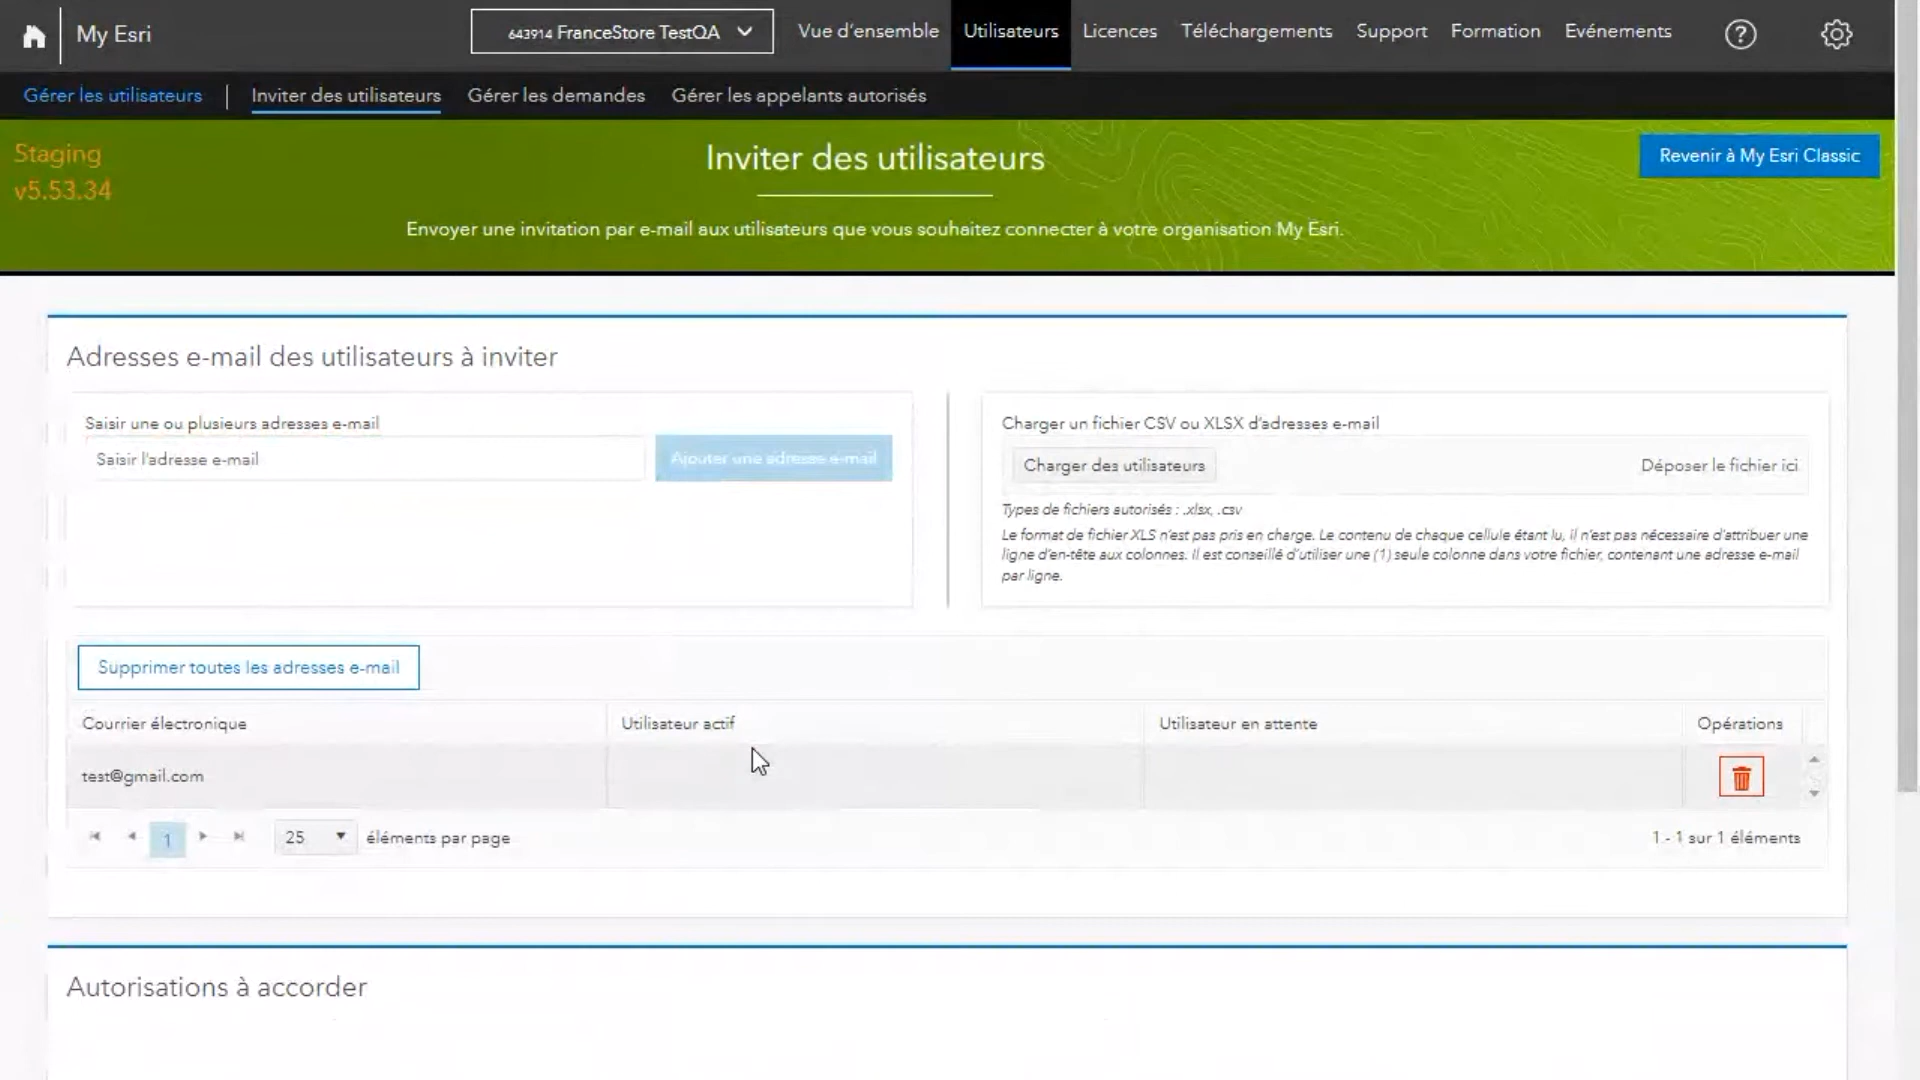 My Esri
643914 FranceStore TestQA
Vue d'ensemble
Utilisateurs
Licences
Téléchargements
Support
Formation
Evénements
?
Gérer les utilisateurs
Inviter des utilisateurs
Gérer les demandes
Gérer les appelants autorisés
Staging
v5.53.34
Inviter des utilisateurs
Revenir à My Esri Classic
Envoyer une invitation par e-mail aux utilisateurs que vous souhaitez connecter à votre organisation My Esri.
Adresses e-mail des utilisateurs à inviter
Saisir une ou plusieurs adresses e-mail
Saisir l'adresse e-mail
Ajouter une adresse e-mail
Charger un fichier CSV ou XLSX d'adresses e-mail
Charger des utilisateurs
Déposer le fichier ici
Types de fichiers autorisés : .xlsx, .csv
Le format de fichier XLS n'est pas pris en charge. Le contenu de chaque cellule étant lu, il n'est pas nécessaire d'attribuer une
ligne d'en-tête aux colonnes. Il est conseillé d'utiliser une (1) seule colonne dans votre fichier, contenant une adresse e-mail
par ligne.
Supprimer toutes les adresses e-mail
Courrier électronique
Utilisateur actif
Utilisateur en attente
Opérations
test@gmail.com
1
25
éléments par page
1 - 1 sur 1 éléments
Autorisations à accorder